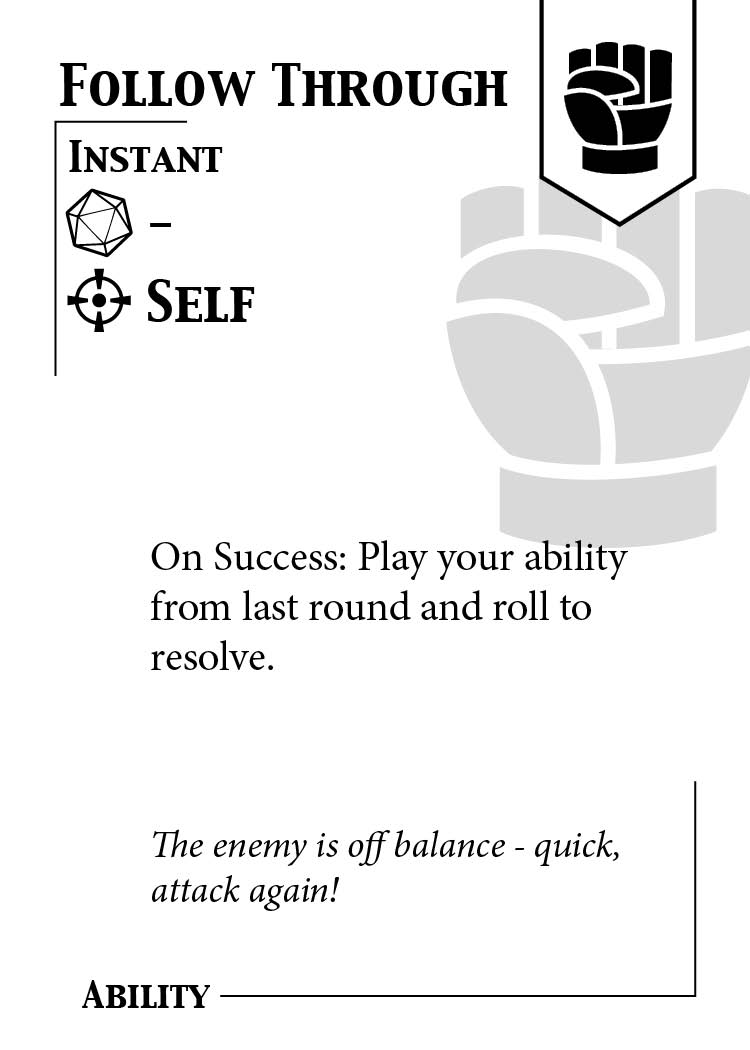 Follow Through
Instant
–
Self
On Success: Play your ability
from last round and roll to
resolve.
The enemy is off balance - quick,
attack again!
Ability